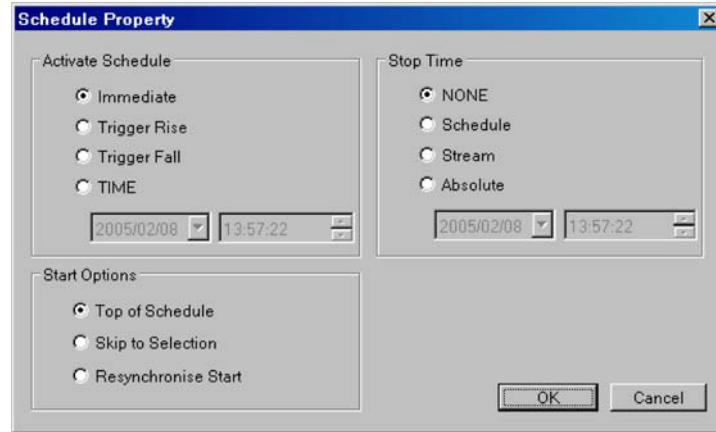 Schedule Property
Activate Schedule
Immediate
Trigger Rise
Trigger Fall
TIME
2005/02/08 13:57:22
Stop Time
NONE
Schedule
Stream
Absolute
2005/02/08 13:57:22
Start Options
Top of Schedule
Skip to Selection
Resynchronise Start
OK Cancel